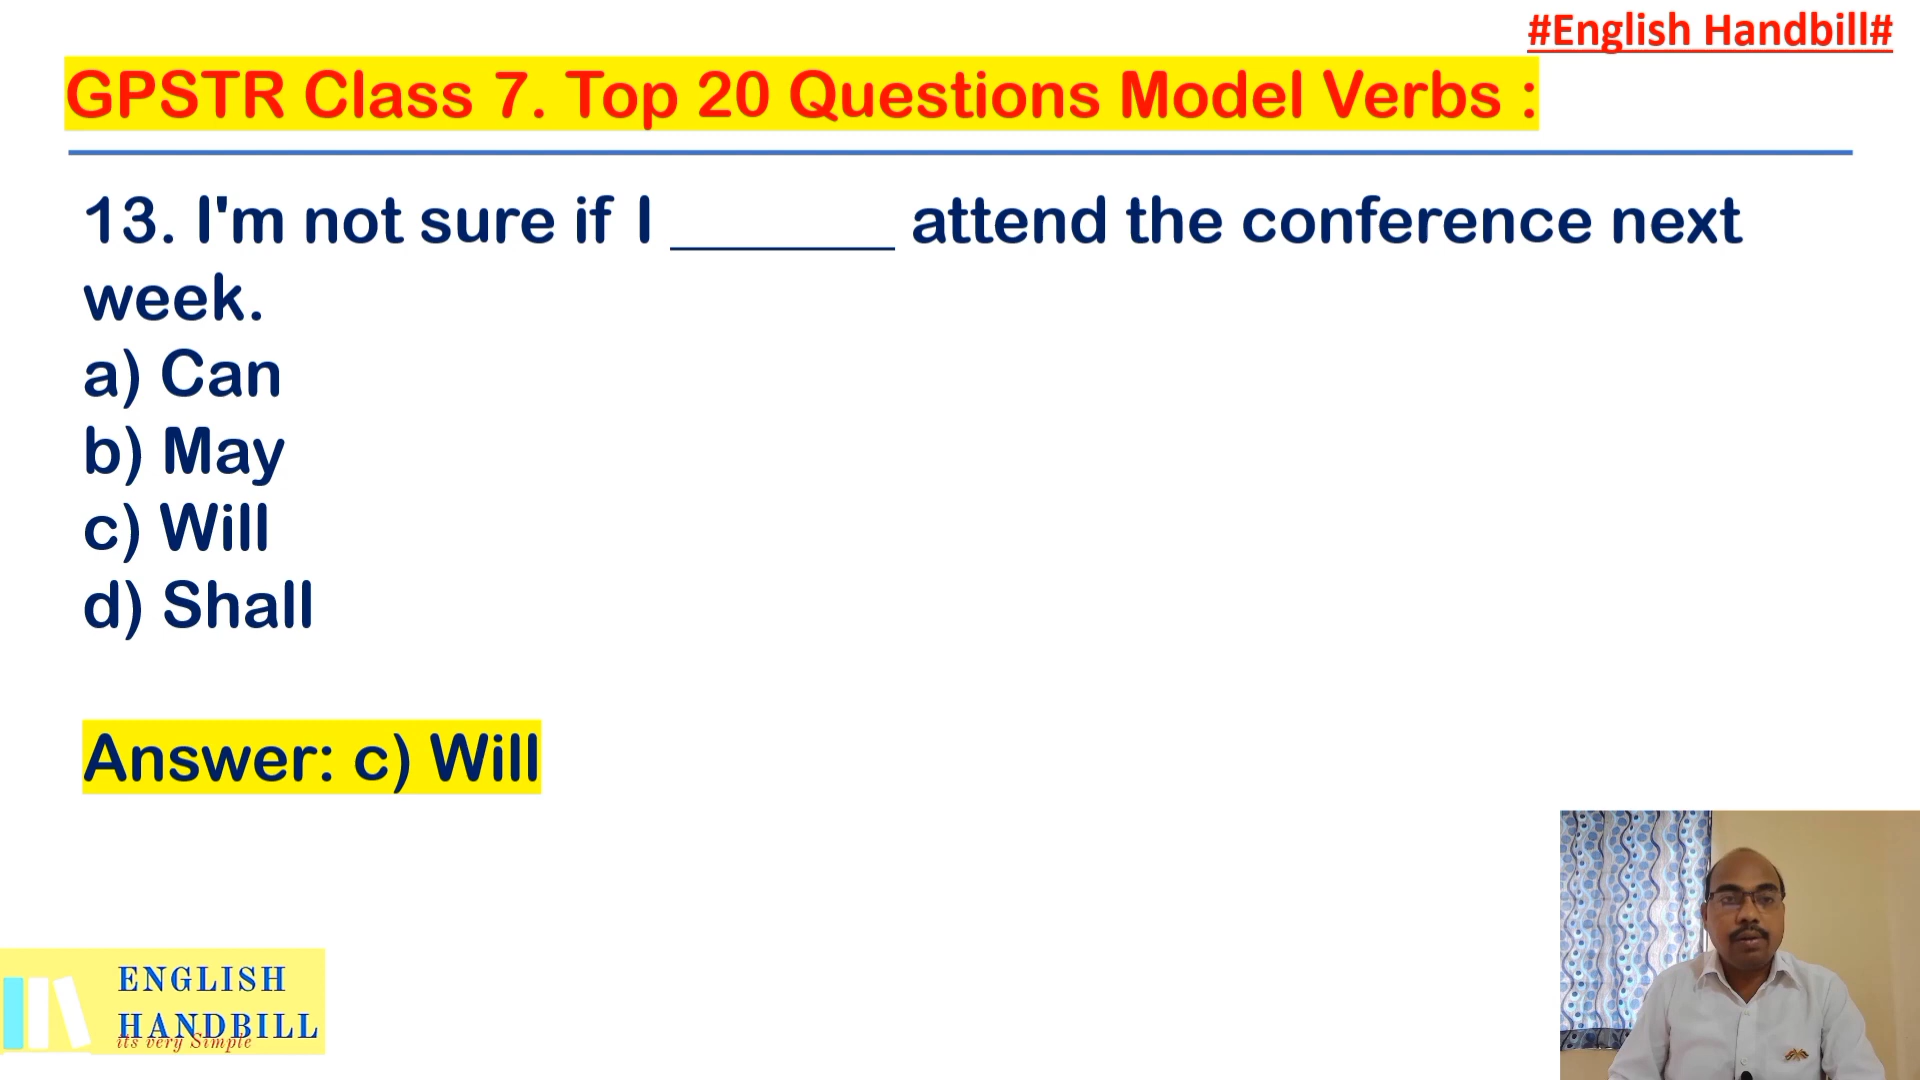 #English Handbill#
GPSTR Class 7. Top 20 Questions Model Verbs :
13. I'm not sure if I _______ attend the conference next
week.
a) Can
b) May
c) Will
d) Shall
Answer: c) Will
ENGLISH
HANDBILL
its very Simple